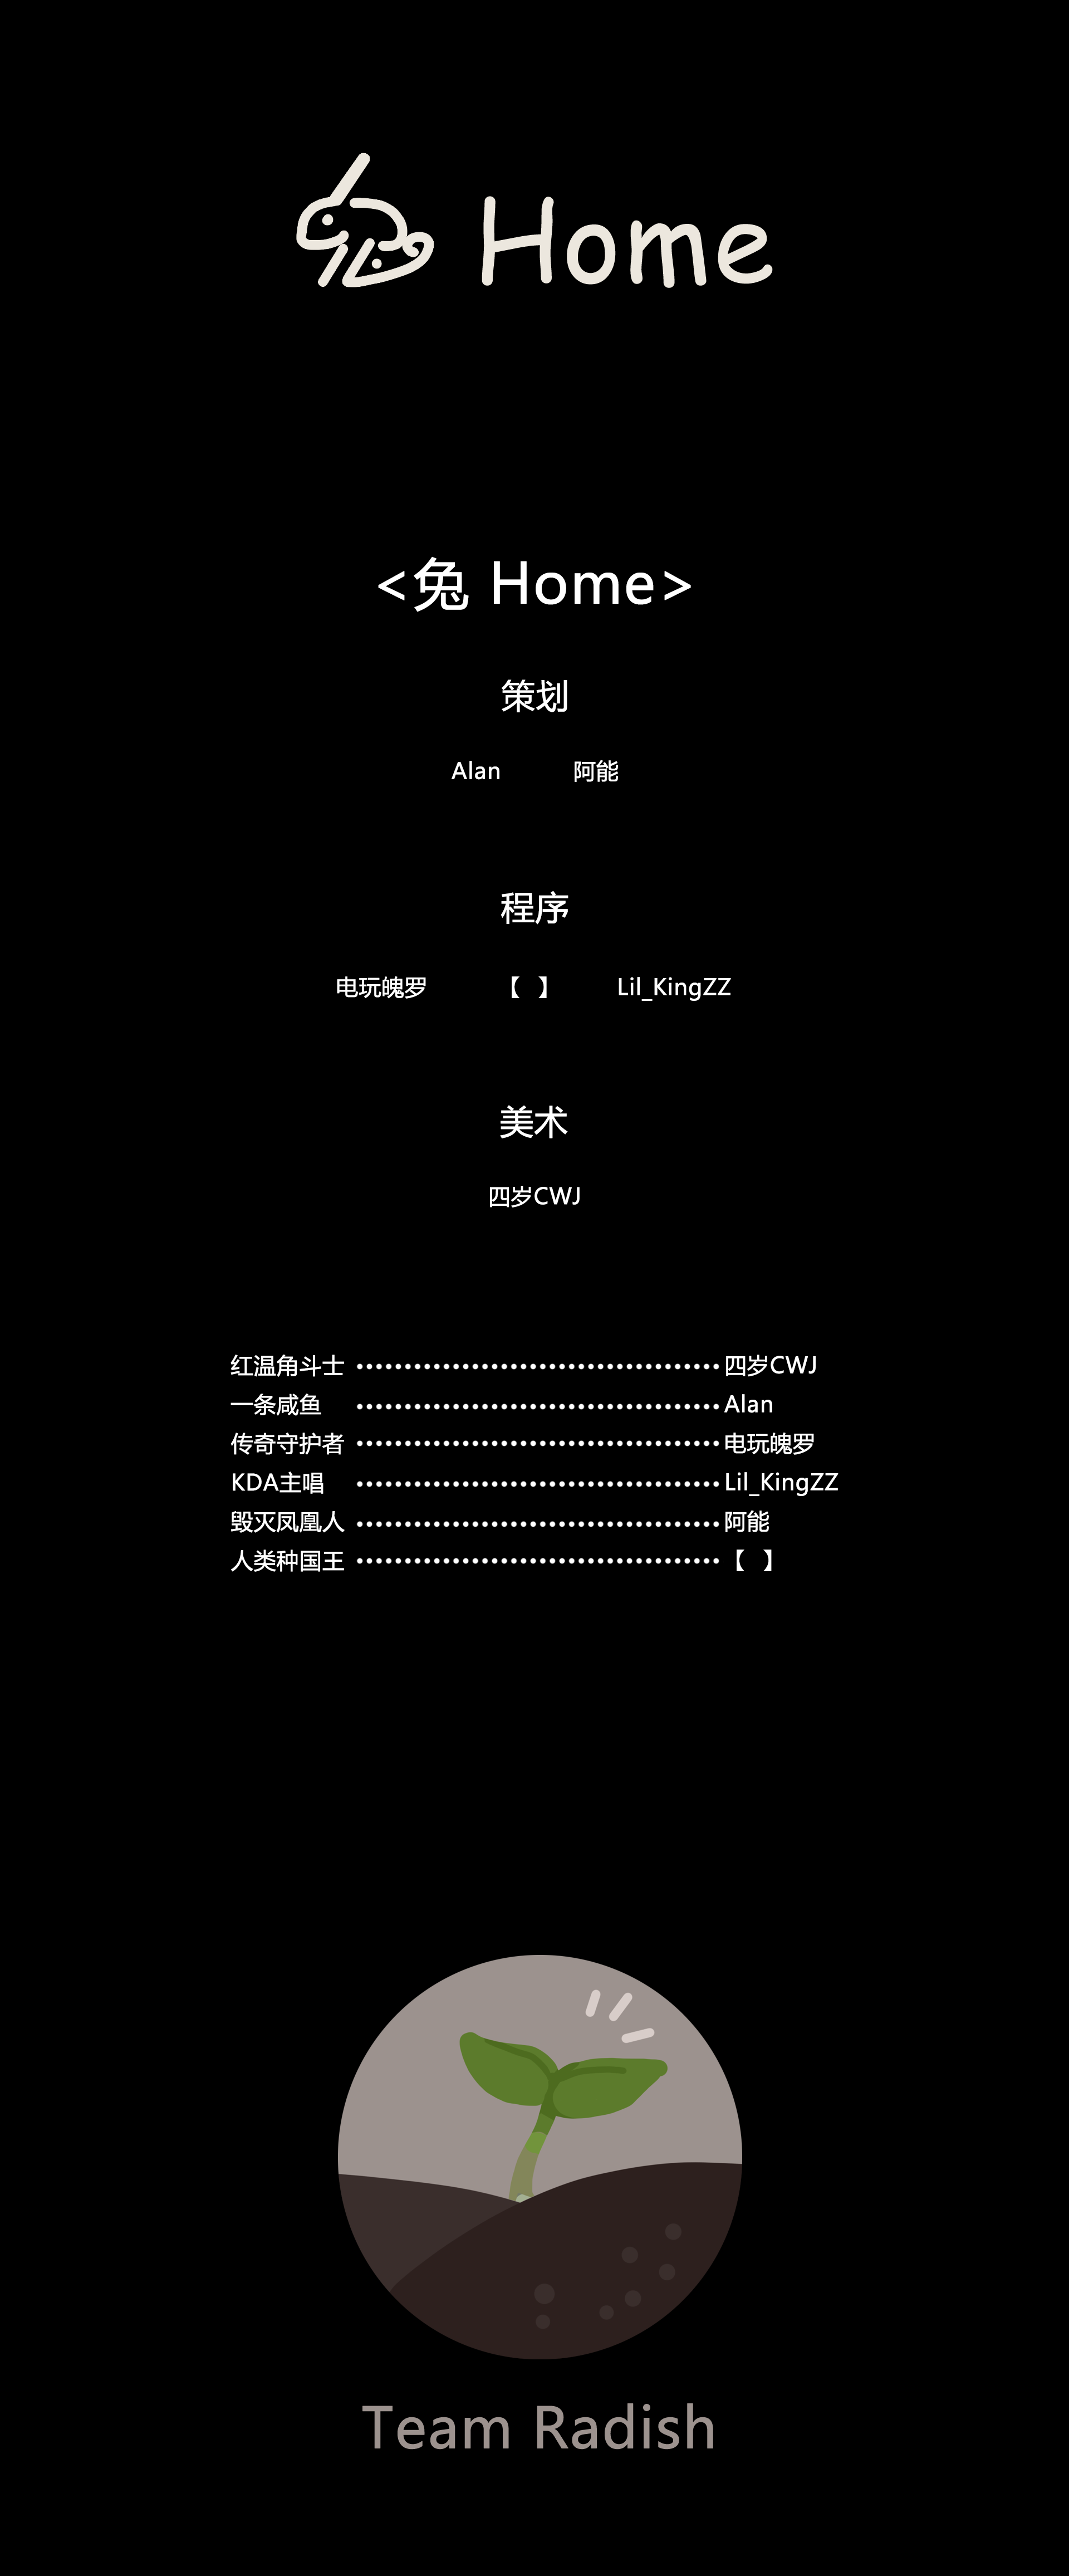 兔 Home
<兔 Home>
策划
Alan 阿能
程序
电玩魄罗 【 】 Lil_KingZZ
美术
四岁CWJ
红温角斗士 ······································ 四岁CWJ
一条咸鱼 ······································ Alan
传奇守护者 ······································ 电玩魄罗
KDA主唱 ······································ Lil_KingZZ
毁灭凤凰人 ······································ 阿能
人类种国王 ······································ 【 】
Team Radish